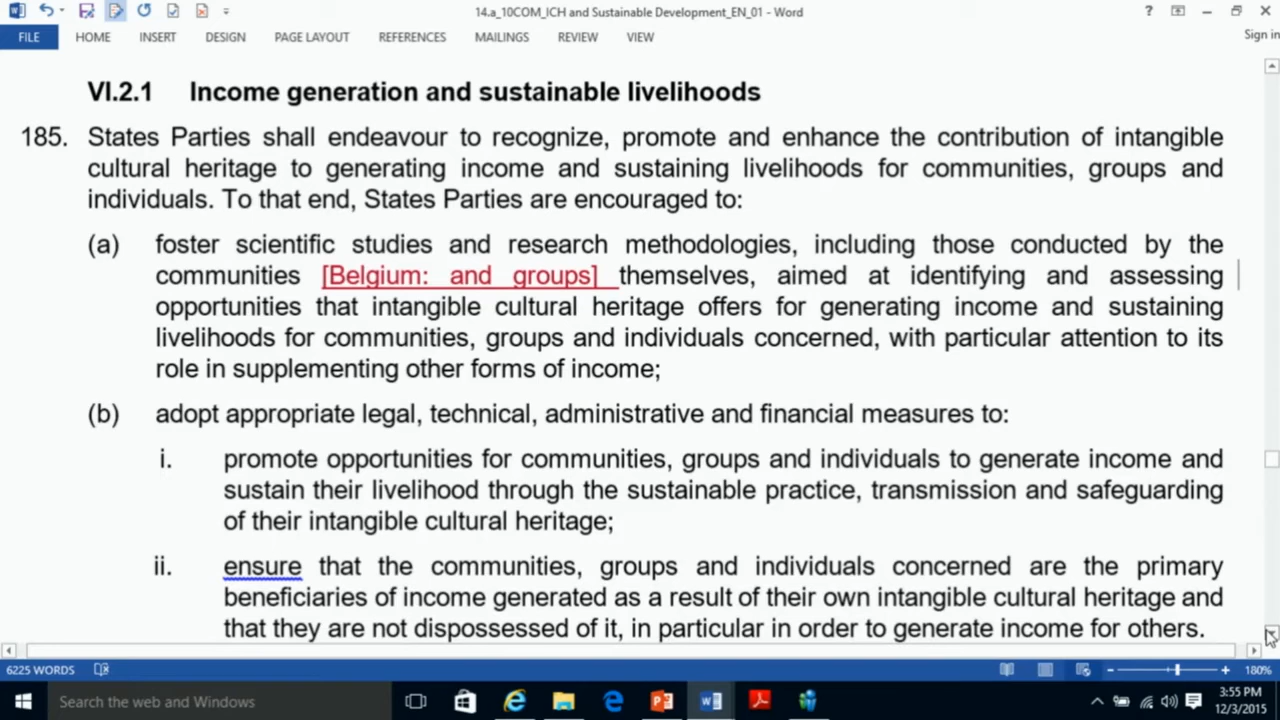 14.a_10COM_ICH and Sustainable Development_EN_01 - Word
?
FILE HOME INSERT DESIGN PAGE LAYOUT REFERENCES MAILINGS REVIEW VIEW Sign in
VI.2.1 Income generation and sustainable livelihoods
185. States Parties shall endeavour to recognize, promote and enhance the contribution of intangible
cultural heritage to generating income and sustaining livelihoods for communities, groups and
individuals. To that end, States Parties are encouraged to:
(a) foster scientific studies and research methodologies, including those conducted by the
communities [Belgium: and groups] themselves, aimed at identifying and assessing
opportunities that intangible cultural heritage offers for generating income and sustaining
livelihoods for communities, groups and individuals concerned, with particular attention to its
role in supplementing other forms of income;
(b) adopt appropriate legal, technical, administrative and financial measures to:
i. promote opportunities for communities, groups and individuals to generate income and
sustain their livelihood through the sustainable practice, transmission and safeguarding
of their intangible cultural heritage;
ii. ensure that the communities, groups and individuals concerned are the primary
beneficiaries of income generated as a result of their own intangible cultural heritage and
that they are not dispossessed of it, in particular in order to generate income for others.
6225 WORDS 180%
Search the web and Windows 3:55 PM
12/3/2015